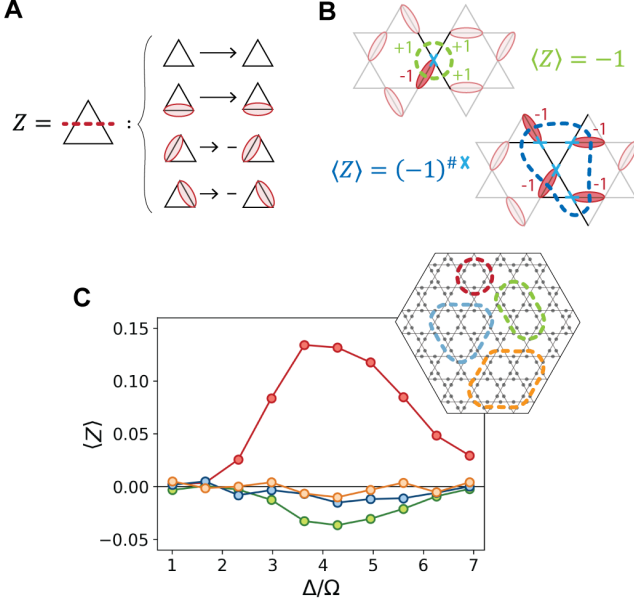 A
Z = :
→
→
→ −
→ −
B
+1 +1
-1 +1
⟨Z⟩ = −1
-1 -1
⟨Z⟩ = (−1)^#X
-1 -1
C
0.15
0.10
0.05
0.00
−0.05
⟨Z⟩
1 2 3 4 5 6 7
Δ/Ω